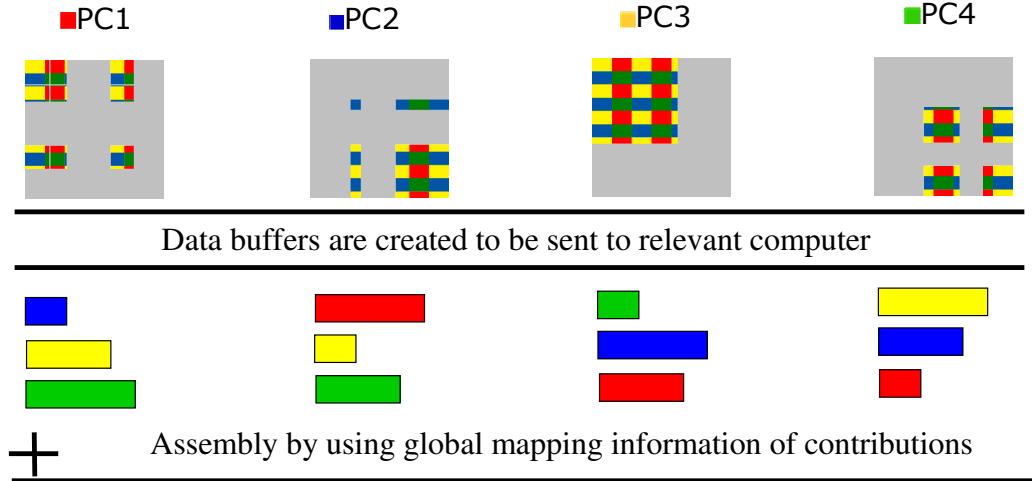 PC1 PC2 PC3 PC4
Data buffers are created to be sent to relevant computer
Assembly by using global mapping information of contributions